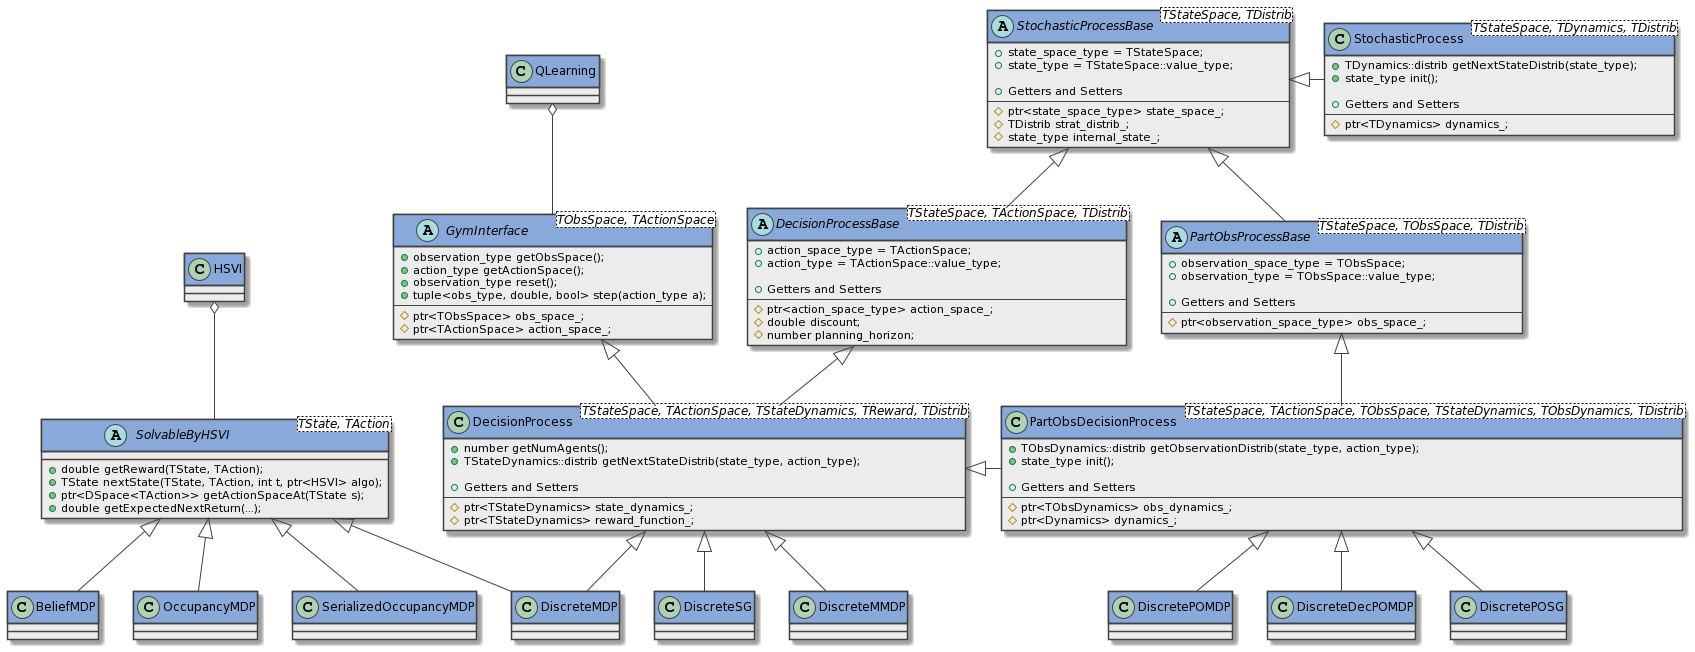 TStateSpace, TDistrib
A StochasticProcessBase
state_space_type = TStateSpace;
state_type = TStateSpace::value_type;
Getters and Setters
ptr<state_space_type> state_space_;
TDistrib strat_distrib_;
state_type internal_state_;
TStateSpace, TDynamics, TDistrib
C StochasticProcess
TDynamics::distrib getNextStateDistrib(state_type);
state_type init();
Getters and Setters
ptr<TDynamics> dynamics_;
C QLearning
TObsSpace, TActionSpace
A GymInterface
observation_type getObsSpace();
action_type getActionSpace();
observation_type reset();
tuple<obs_type, double, bool> step(action_type a);
ptr<TObsSpace> obs_space_;
ptr<TActionSpace> action_space_;
TStateSpace, TActionSpace, TDistrib
A DecisionProcessBase
action_space_type = TActionSpace;
action_type = TActionSpace::value_type;
Getters and Setters
ptr<action_space_type> action_space_;
double discount;
number planning_horizon;
TStateSpace, TObsSpace, TDistrib
A PartObsProcessBase
observation_space_type = TObsSpace;
observation_type = TObsSpace::value_type;
Getters and Setters
ptr<observation_space_type> obs_space_;
C HSVI
TState, TAction
A SolvableByHSVI
double getReward(TState, TAction);
TState nextState(TState, TAction, int t, ptr<HSVI> algo);
ptr<DSpace<TAction>> getActionSpaceAt(TState s);
double getExpectedNextReturn(...);
TStateSpace, TActionSpace, TStateDynamics, TReward, TDistrib
C DecisionProcess
number getNumAgents();
TStateDynamics::distrib getNextStateDistrib(state_type, action_type);
Getters and Setters
ptr<TStateDynamics> state_dynamics_;
ptr<TStateDynamics> reward_function_;
TStateSpace, TActionSpace, TObsSpace, TStateDynamics, TObsDynamics, TDistrib
C PartObsDecisionProcess
TObsDynamics::distrib getObservationDistrib(state_type, action_type);
state_type init();
Getters and Setters
ptr<TObsDynamics> obs_dynamics_;
ptr<Dynamics> dynamics_;
C BeliefMDP
C OccupancyMDP
C SerializedOccupancyMDP
C DiscreteMDP
C DiscreteSG
C DiscreteMMDP
C DiscretePOMDP
C DiscreteDecPOMDP
C DiscretePOSG